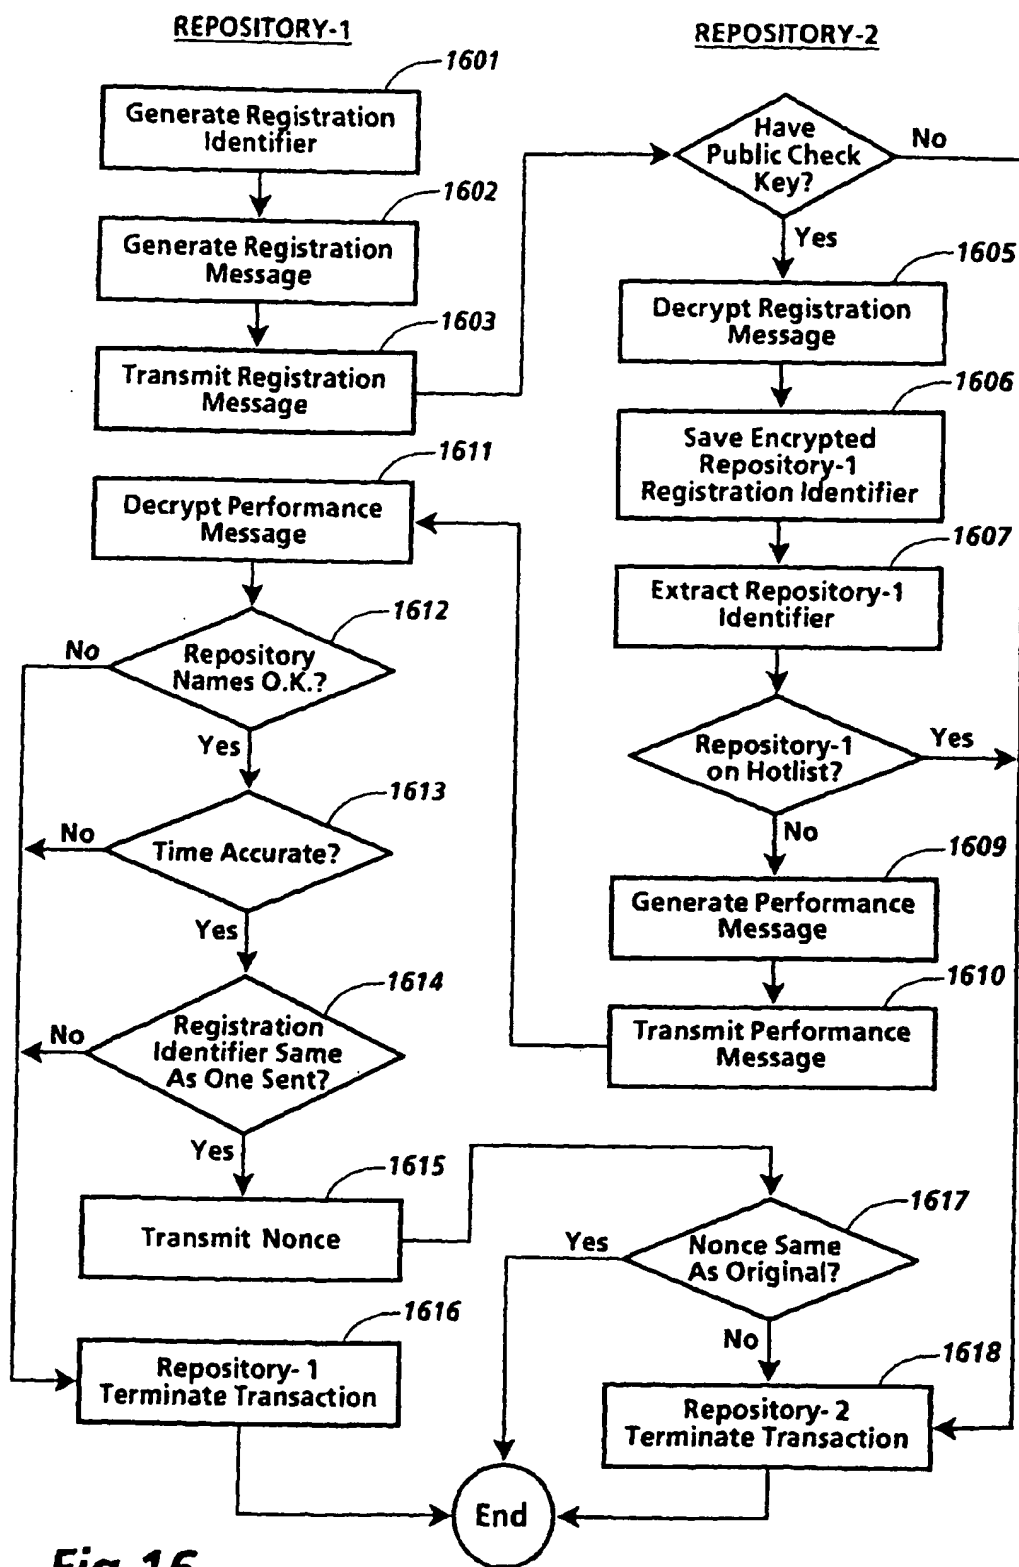 REPOSITORY-1
1601
Generate Registration
Identifier
1602
Generate Registration
Message
1603
Transmit Registration
Message
1611
Decrypt Performance
Message
1612
No
Repository
Names O.K.?
Yes
1613
No
Time Accurate?
Yes
1614
No
Registration
Identifier Same
As One Sent?
Yes
1615
Transmit Nonce
1616
Repository- 1
Terminate Transaction
REPOSITORY-2
Have
Public Check
Key?
No
Yes
1605
Decrypt Registration
Message
1606
Save Encrypted
Repository-1
Registration Identifier
1607
Extract Repository-1
Identifier
Repository-1
on Hotlist?
Yes
No
1609
Generate Performance
Message
1610
Transmit Performance
Message
1617
Yes
Nonce Same
As Original?
No
1618
Repository- 2
Terminate Transaction
End
Fig.16